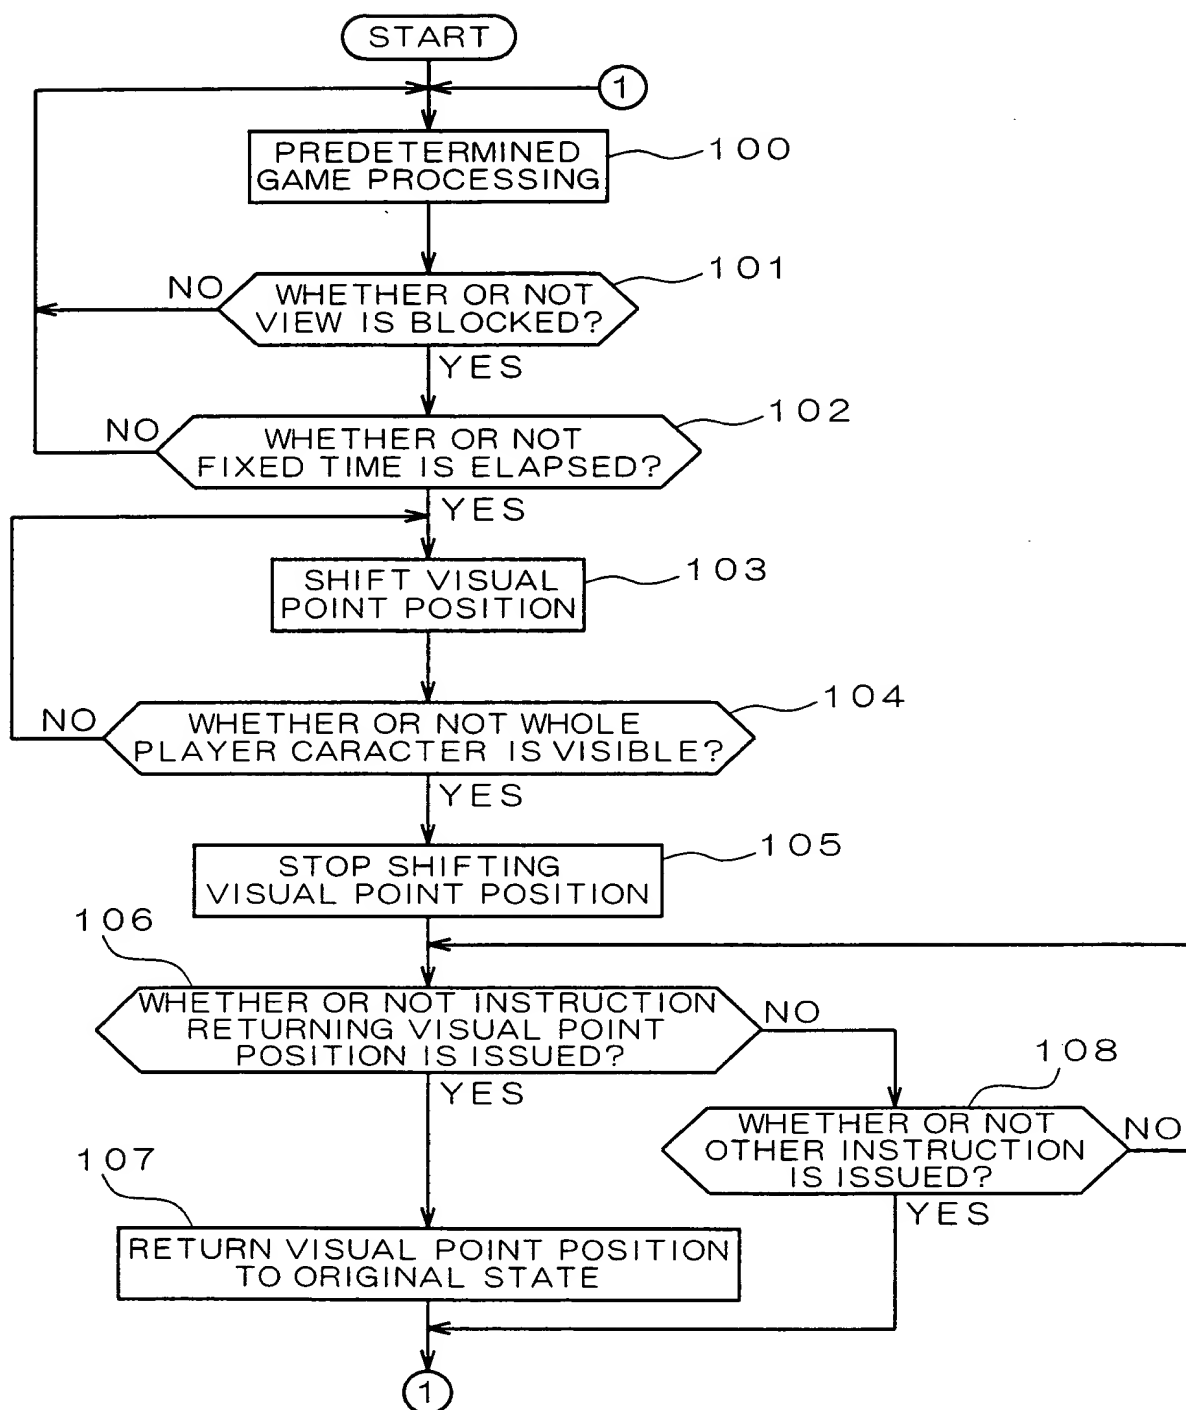 START
1
PREDETERMINED
GAME PROCESSING
100
101
NO
WHETHER OR NOT
VIEW IS BLOCKED?
YES
102
NO
WHETHER OR NOT
FIXED TIME IS ELAPSED?
YES
103
SHIFT VISUAL
POINT POSITION
104
NO
WHETHER OR NOT WHOLE
PLAYER CARACTER IS VISIBLE?
YES
105
STOP SHIFTING
VISUAL POINT POSITION
106
WHETHER OR NOT INSTRUCTION
RETURNING VISUAL POINT
POSITION IS ISSUED?
NO
YES
108
WHETHER OR NOT
OTHER INSTRUCTION
IS ISSUED?
NO
YES
107
RETURN VISUAL POINT POSITION
TO ORIGINAL STATE
1